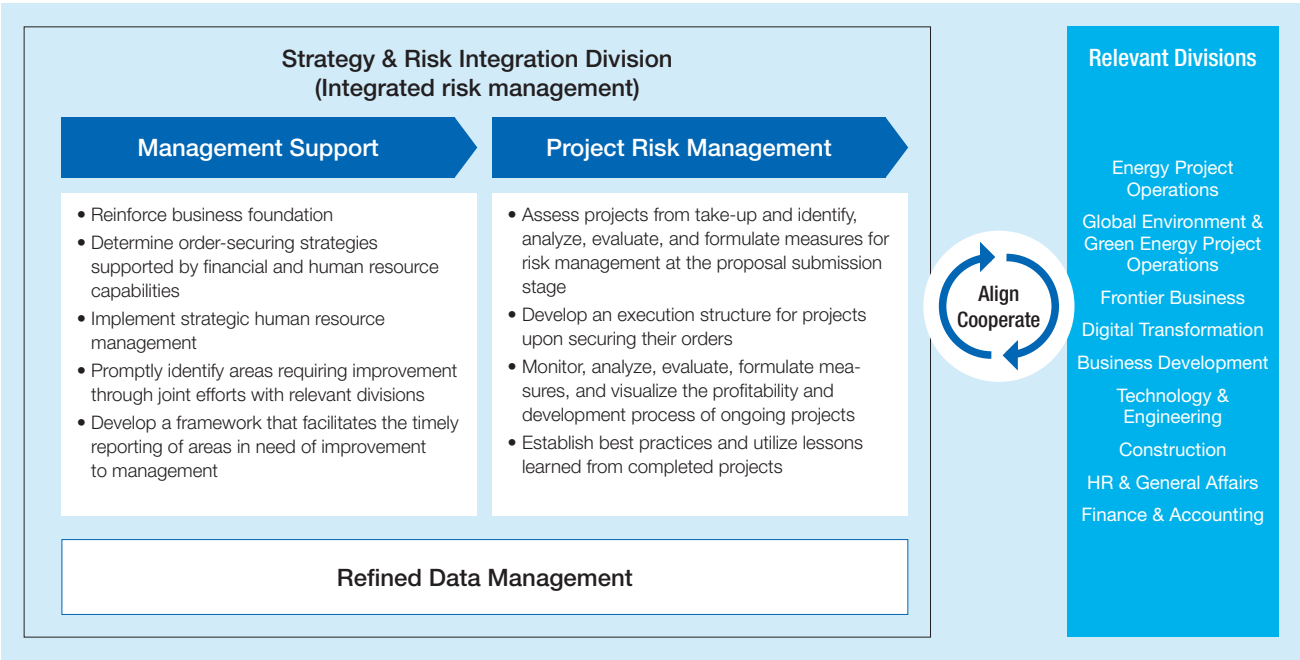 Strategy & Risk Integration Division
(Integrated risk management)
Management Support
• Reinforce business foundation
• Determine order-securing strategies
supported by financial and human resource
capabilities
• Implement strategic human resource
management
• Promptly identify areas requiring improvement
through joint efforts with relevant divisions
• Develop a framework that facilitates the timely
reporting of areas in need of improvement
to management
Project Risk Management
• Assess projects from take-up and identify,
analyze, evaluate, and formulate measures for
risk management at the proposal submission
stage
• Develop an execution structure for projects
upon securing their orders
• Monitor, analyze, evaluate, formulate mea-
sures, and visualize the profitability and
development process of ongoing projects
• Establish best practices and utilize lessons
learned from completed projects
Refined Data Management
Align
Cooperate
Relevant Divisions
Energy Project
Operations
Global Environment &
Green Energy Project
Operations
Frontier Business
Digital Transformation
Business Development
Technology &
Engineering
Construction
HR & General Affairs
Finance & Accounting